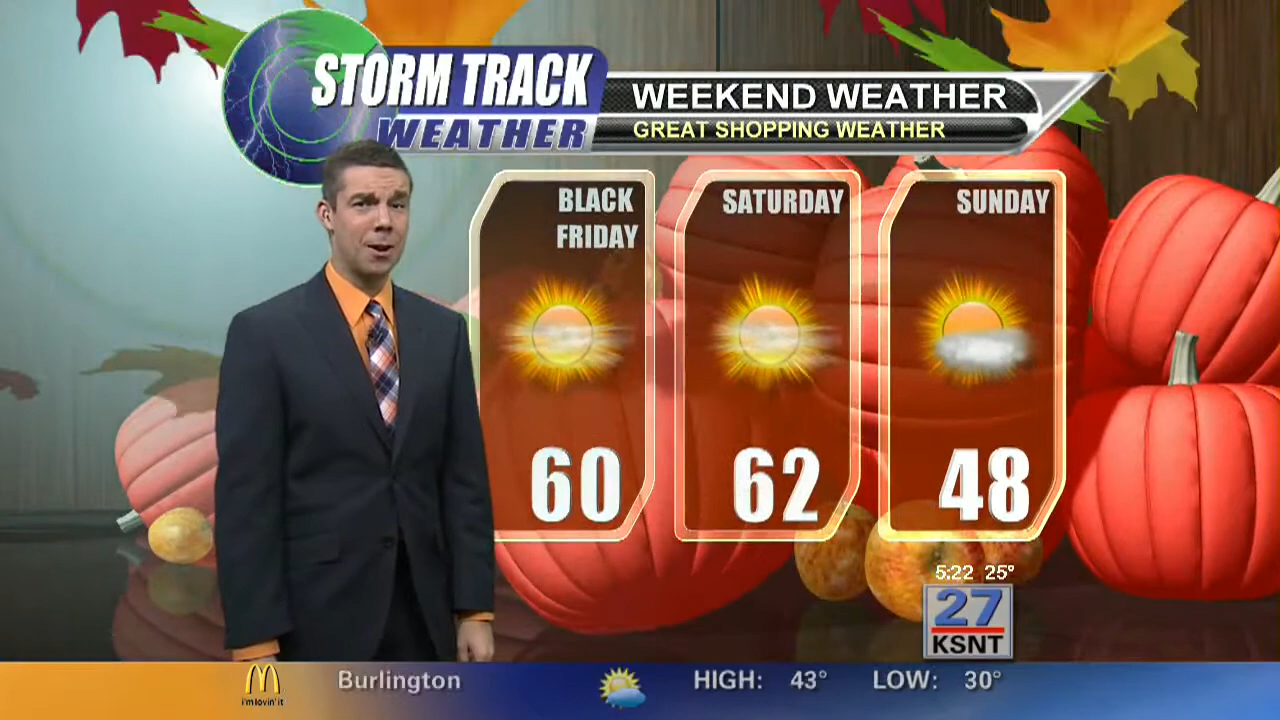 STORM TRACK
WEATHER
WEEKEND WEATHER
GREAT SHOPPING WEATHER
BLACK
FRIDAY
60
SATURDAY
62
SUNDAY
48
5:22 25°
27
KSNT
i'm lovin' it
Burlington
HIGH: 43° LOW: 30°